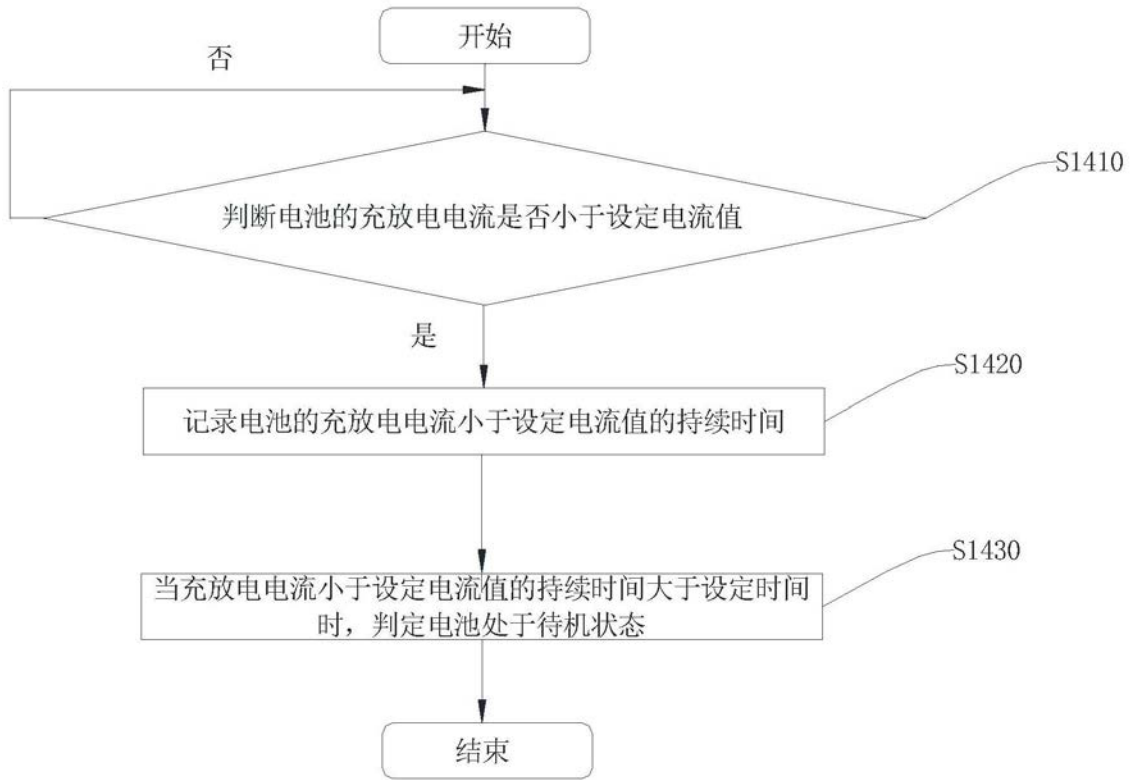 开始
否
S1410
判断电池的充放电电流是否小于设定电流值
是
S1420
记录电池的充放电电流小于设定电流值的持续时间
S1430
当充放电电流小于设定电流值的持续时间大于设定时间
时，判定电池处于待机状态
结束